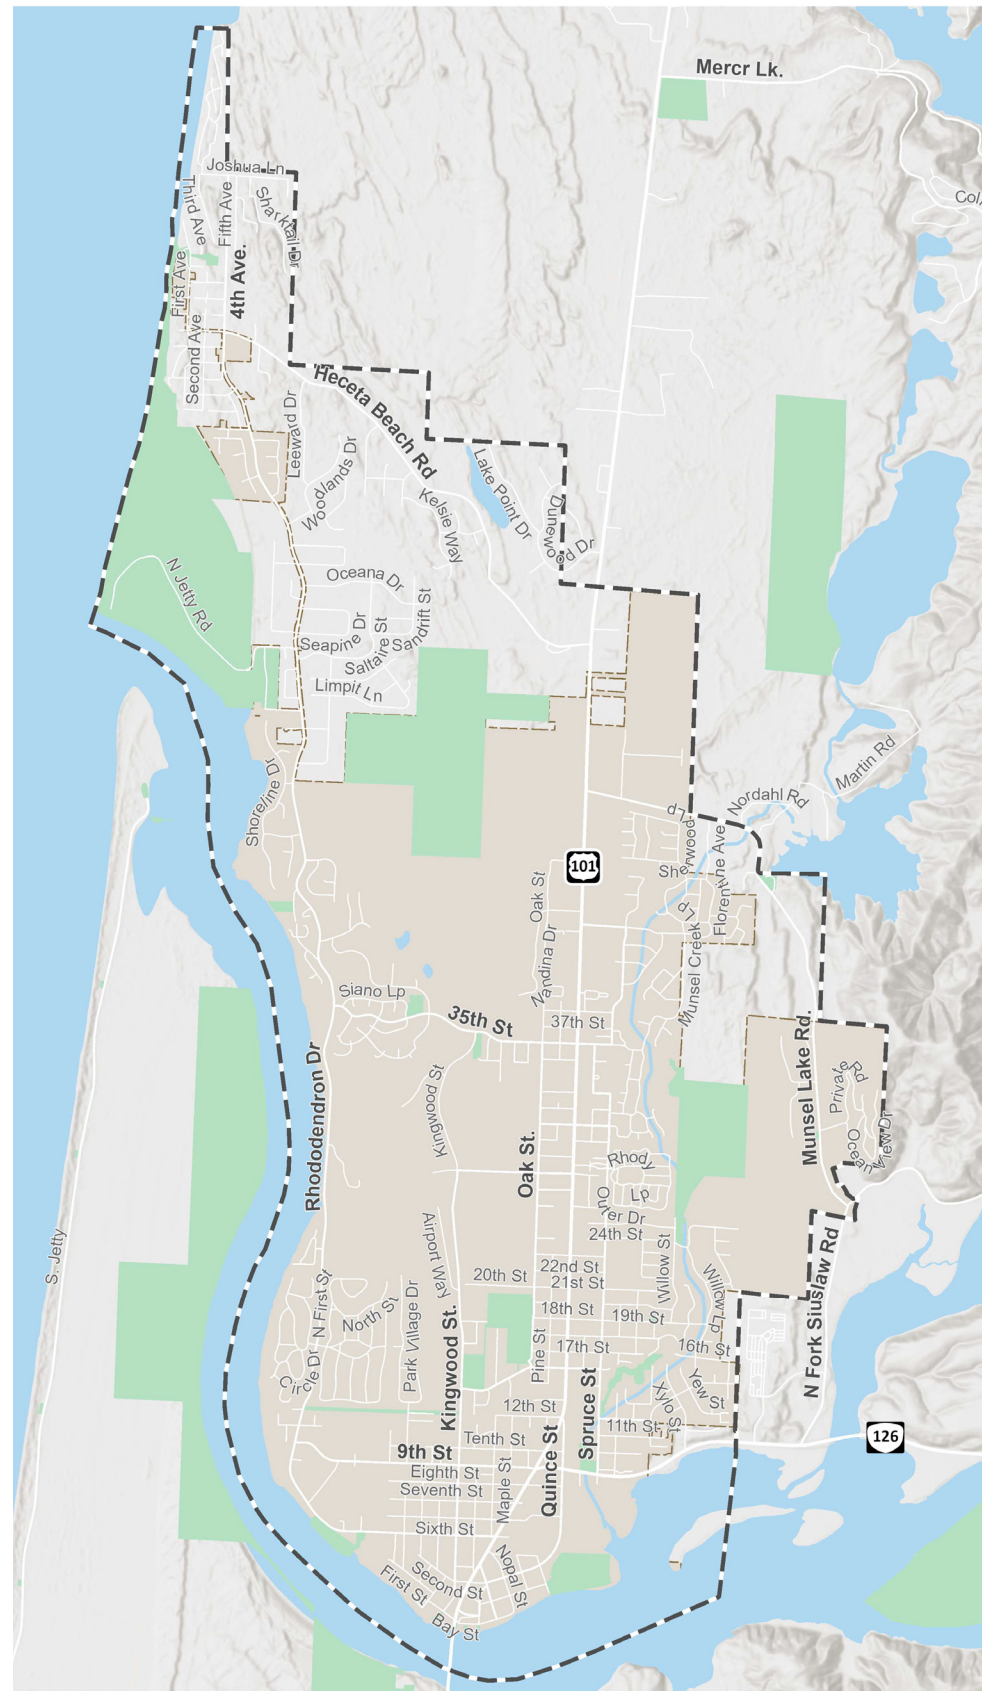 Mercr Lk.
Col
Joshua Ln
Third Ave
Fifth Ave
Sharktail Dr
4th Ave.
First Ave
Second Ave
Heceta Beach Rd
Leeward Dr
Woodlands Dr
Kelsie Way
Lake Point Dr
Dunewood Dr
N Jetty Rd
Oceana Dr
Seapine Dr
Saltaire St
Sandrift St
Limpit Ln
Shoreline Dr
Martin Rd
Nordahl Rd
Sherwood Lp
Florentine Ave
101
Oak St
Nandina Dr
Munsel Creek Lp
Siano Lp
35th St
37th St
Munsel Lake Rd.
Private Rd
Ocean View Dr
Rhododendron Dr
Kingwood St
Oak St.
Rhody Lp
Outer Dr
24th St
Airport Way
22nd St
21st St
20th St
Willow St
Willow Lp
S. Jetty
N Fork Siuslaw Rd
N First St
North St
Park Village Dr
18th St
19th St
17th St
16th St
Pine St
Circle Dr
Kingwood St.
Spruce St
Yew St
Xylo St
12th St
11th St
126
Tenth St
9th St
Quince St
Eighth St
Seventh St
Maple St
Sixth St
Nopal St
Second St
First St
Bay St